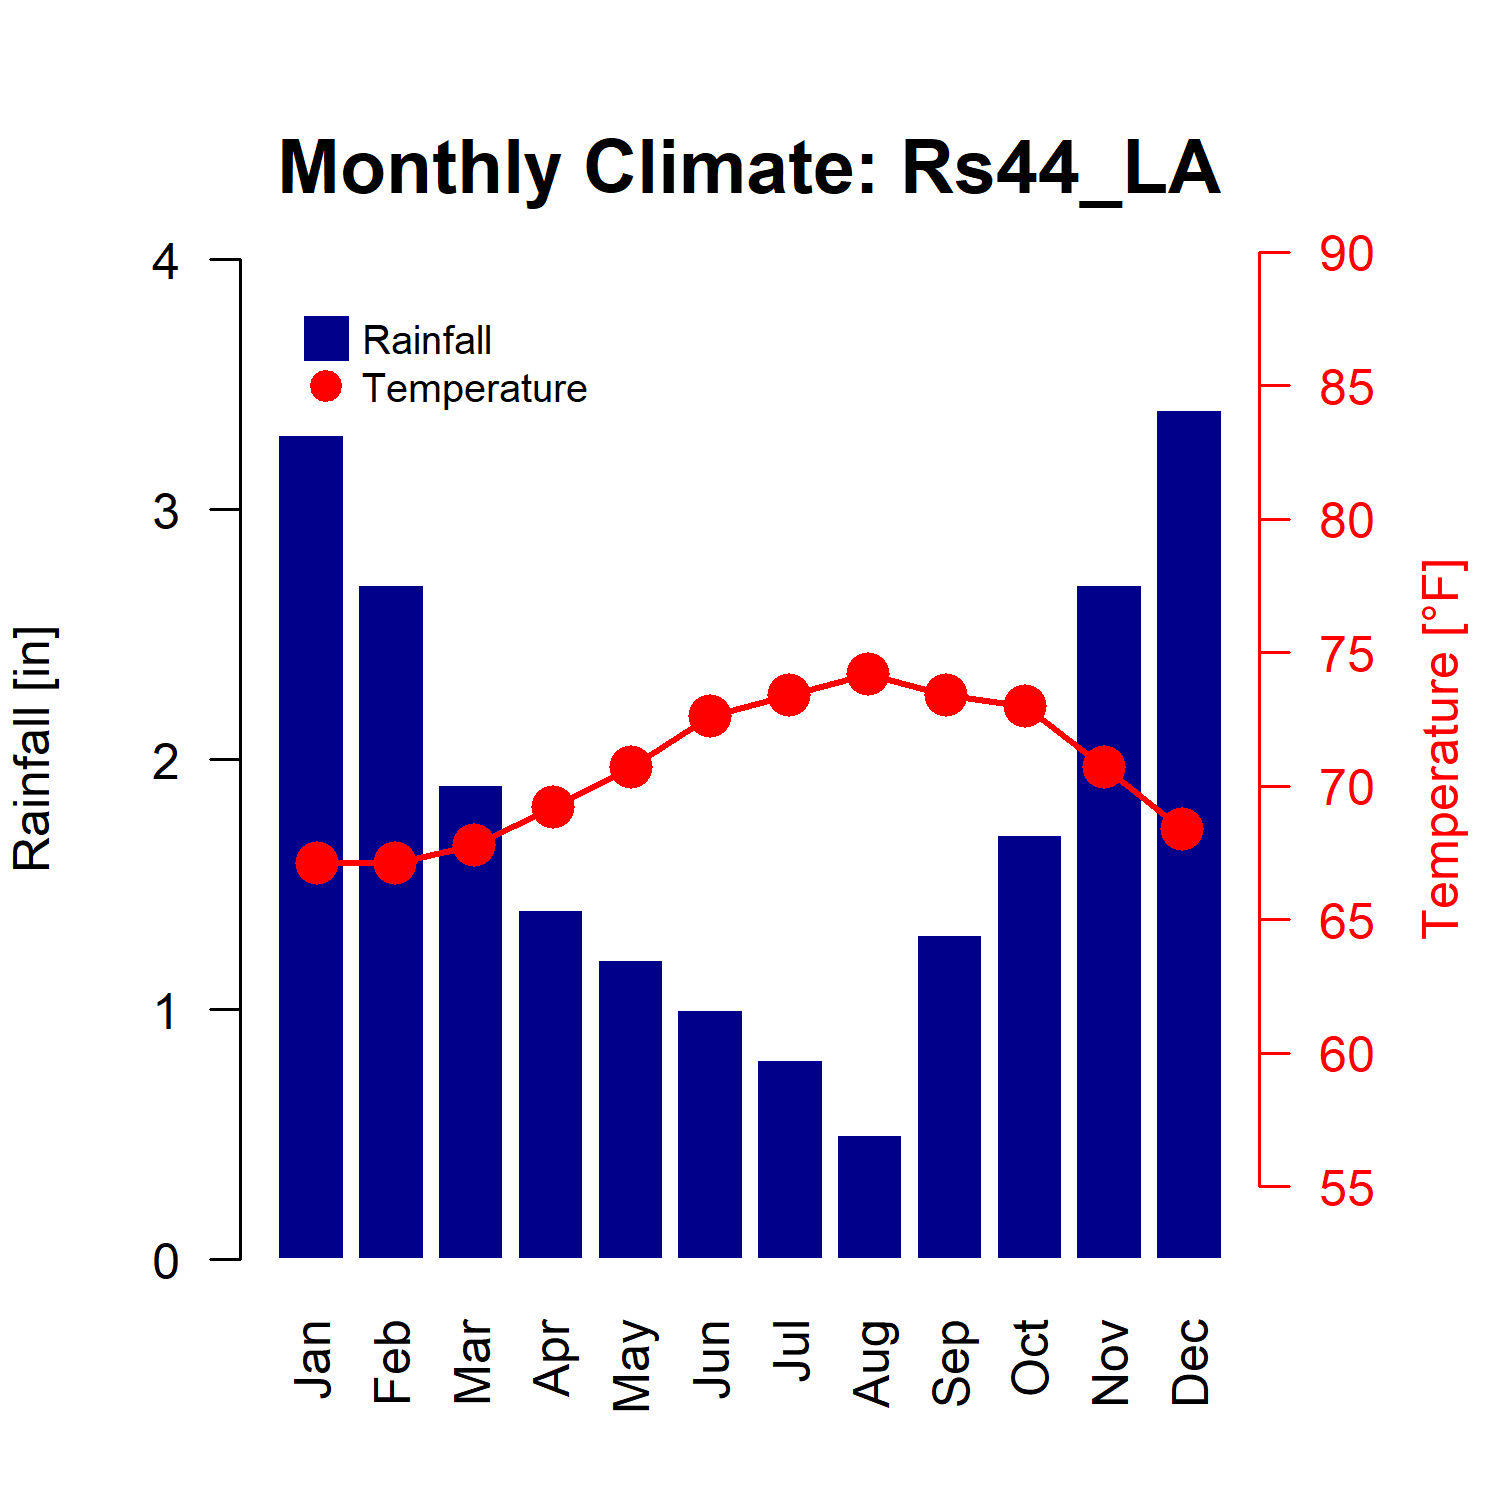 Monthly Climate: Rs44_LA
Rainfall
Temperature
4
3
2
1
0
Rainfall [in]
90
85
80
75
70
65
60
55
Temperature [°F]
Jan
Feb
Mar
Apr
May
Jun
Jul
Aug
Sep
Oct
Nov
Dec